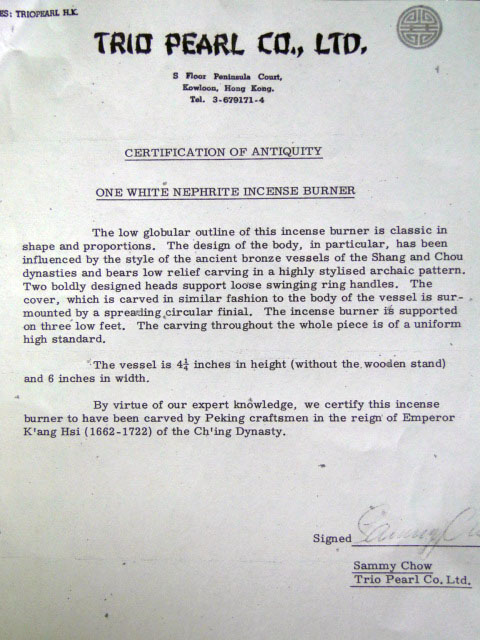 ES: TRIOPEARL H.K.
TRIO PEARL CO., LTD.
S Floor Peninsula Court,
Kowloon, Hong Kong.
Tel. 3-679171-4
CERTIFICATION OF ANTIQUITY
ONE WHITE NEPHRITE INCENSE BURNER
The low globular outline of this incense burner is classic in
shape and proportions. The design of the body, in particular, has been
influenced by the style of the ancient bronze vessels of the Shang and Chou
dynasties and bears low relief carving in a highly stylised archaic pattern.
Two boldly designed heads support loose swinging ring handles. The
cover, which is carved in similar fashion to the body of the vessel is sur-
mounted by a spreading circular finial. The incense burner is supported
on three low feet. The carving throughout the whole piece is of a uniform
high standard.
The vessel is 4¼ inches in height (without the wooden stand)
and 6 inches in width.
By virtue of our expert knowledge, we certify this incense
burner to have been carved by Peking craftsmen in the reign of Emperor
K'ang Hsi (1662-1722) of the Ch'ing Dynasty.
Signed
Sammy Chow
Trio Pearl Co. Ltd.